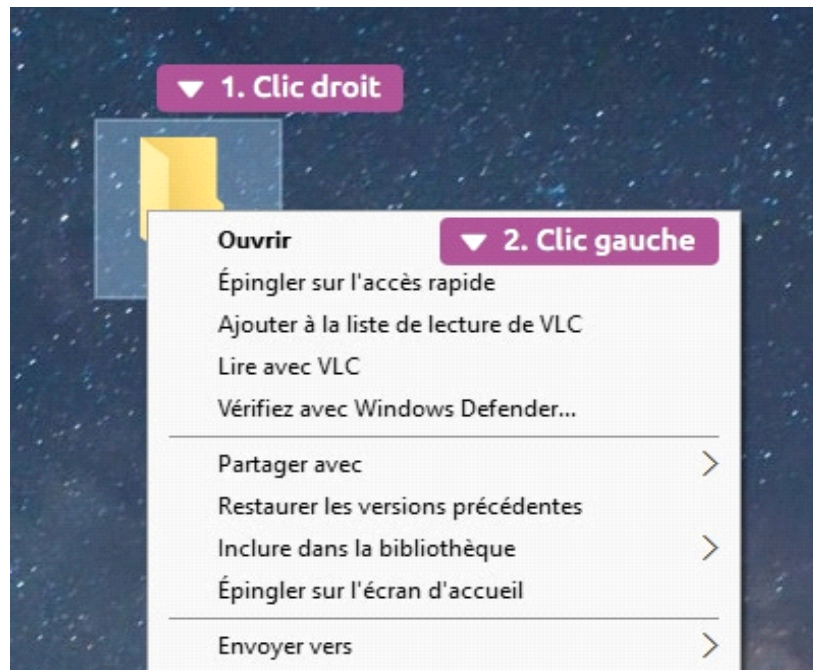 1. Clic droit
Ouvrir
2. Clic gauche
Épingler sur l'accès rapide
Ajouter à la liste de lecture de VLC
Lire avec VLC
Vérifiez avec Windows Defender...
Partager avec
Restaurer les versions précédentes
Inclure dans la bibliothèque
Épingler sur l'écran d'accueil
Envoyer vers